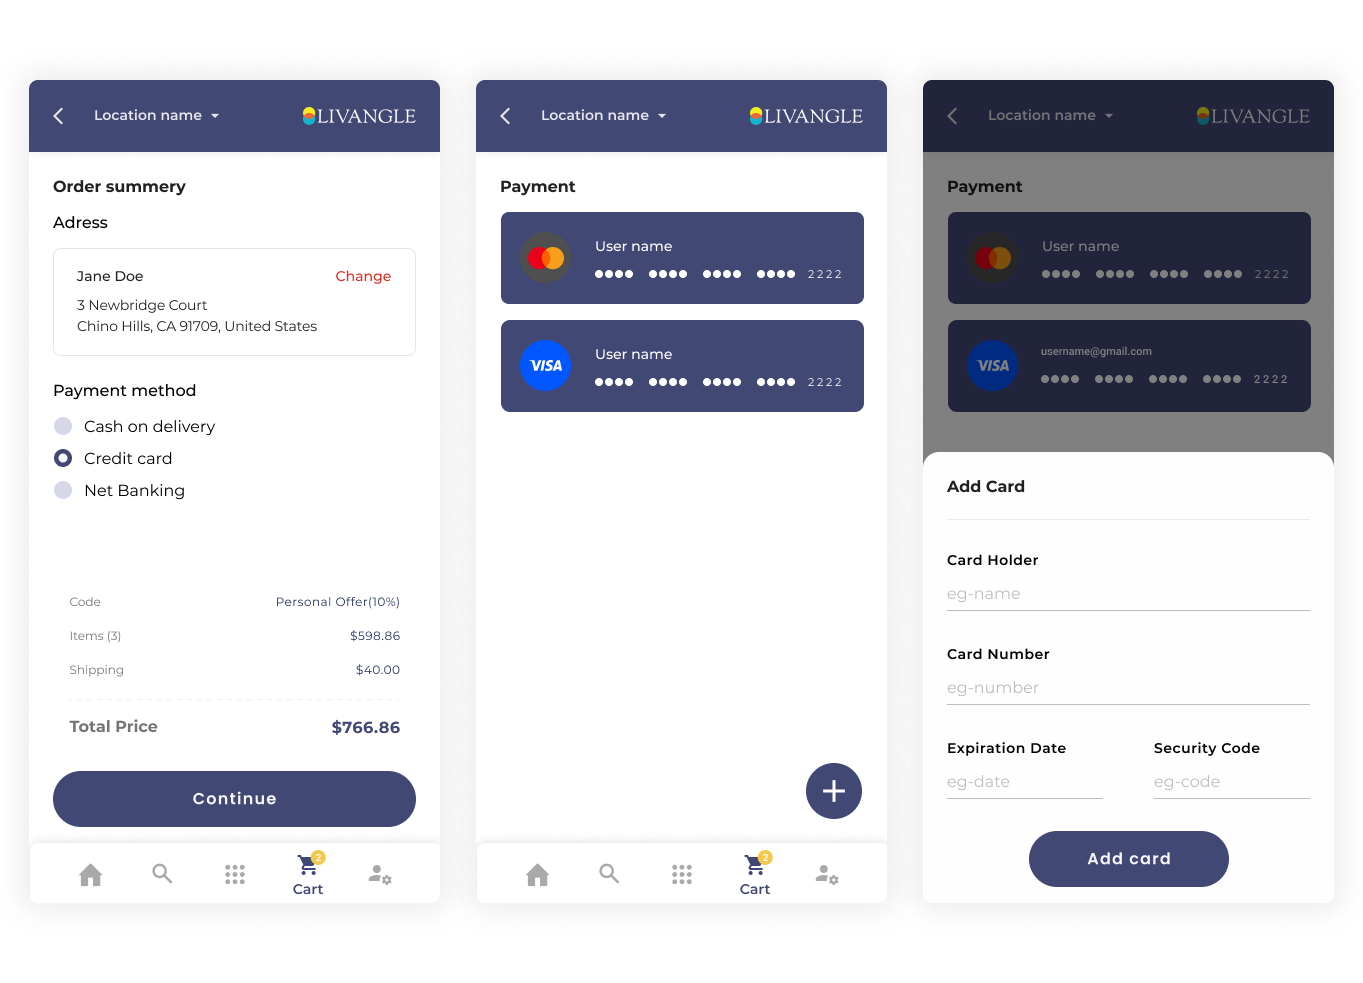 Location name
LIVANGLE
Order summery
Adress
Jane Doe
Change
3 Newbridge Court
Chino Hills, CA 91709, United States
Payment method
Cash on delivery
Credit card
Net Banking
Code
Personal Offer(10%)
Items (3)
$598.86
Shipping
$40.00
Total Price
$766.86
Continue
2
Cart
Location name
LIVANGLE
Payment
User name
2222
VISA
User name
2222
2
Cart
Location name
LIVANGLE
Payment
User name
2222
VISA
username@gmail.com
2222
Add Card
Card Holder
eg-name
Card Number
eg-number
Expiration Date
Security Code
eg-date
eg-code
Add card